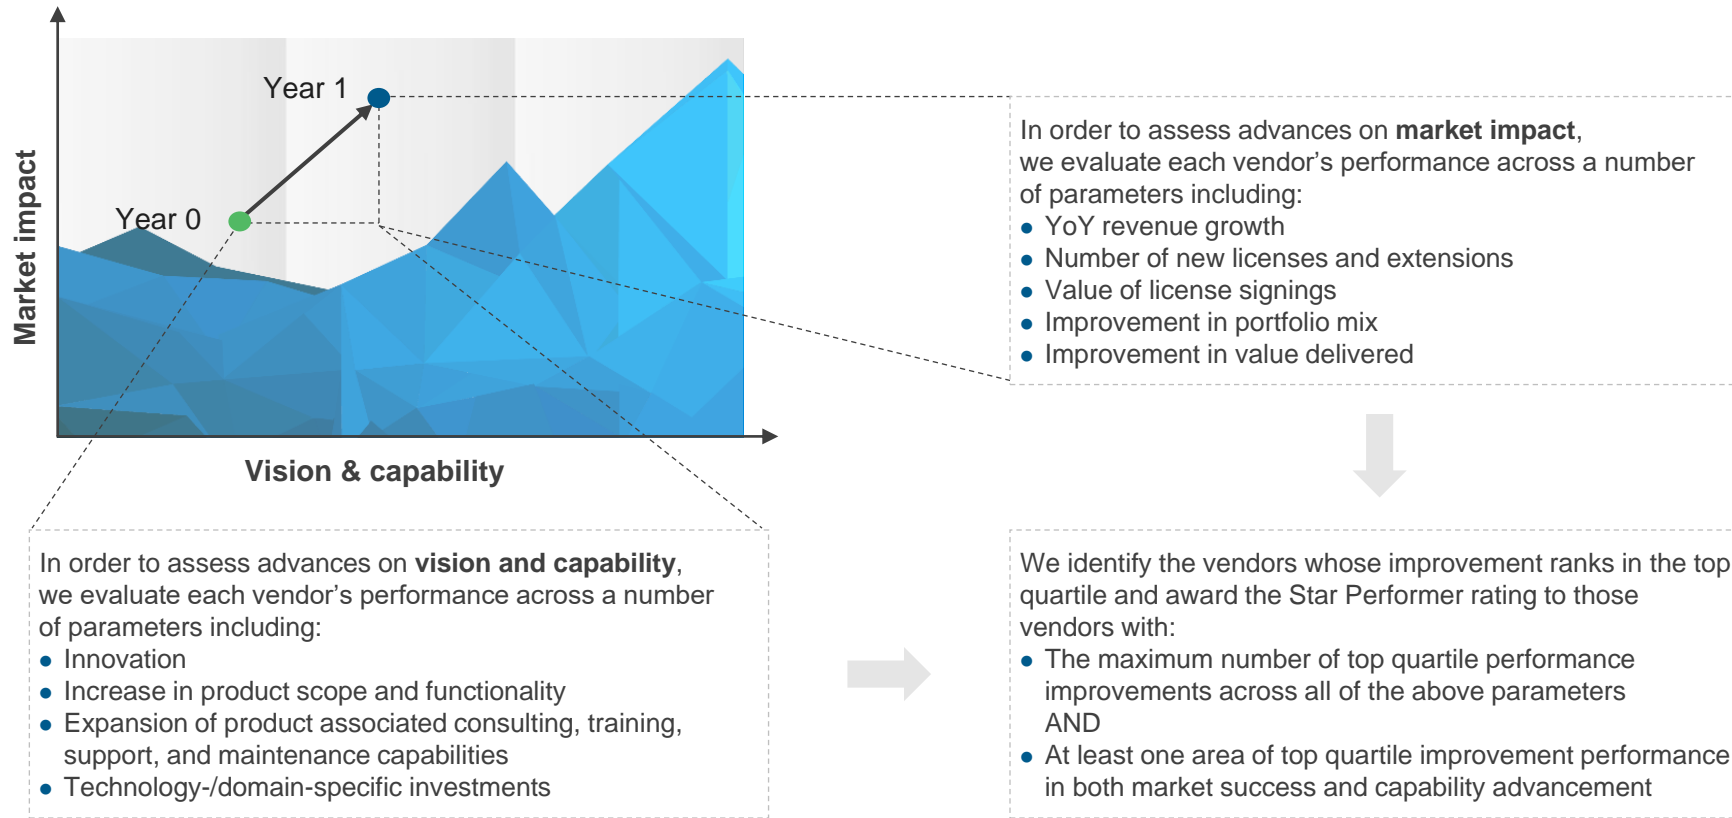 Year 1
Year 0
Market impact
Vision & capability
In order to assess advances on market impact,
we evaluate each vendor’s performance across a number
of parameters including:
● YoY revenue growth
● Number of new licenses and extensions
● Value of license signings
● Improvement in portfolio mix
● Improvement in value delivered
In order to assess advances on vision and capability,
we evaluate each vendor’s performance across a number
of parameters including:
● Innovation
● Increase in product scope and functionality
● Expansion of product associated consulting, training,
support, and maintenance capabilities
● Technology-/domain-specific investments
We identify the vendors whose improvement ranks in the top
quartile and award the Star Performer rating to those
vendors with:
● The maximum number of top quartile performance
improvements across all of the above parameters
AND
● At least one area of top quartile improvement performance
in both market success and capability advancement